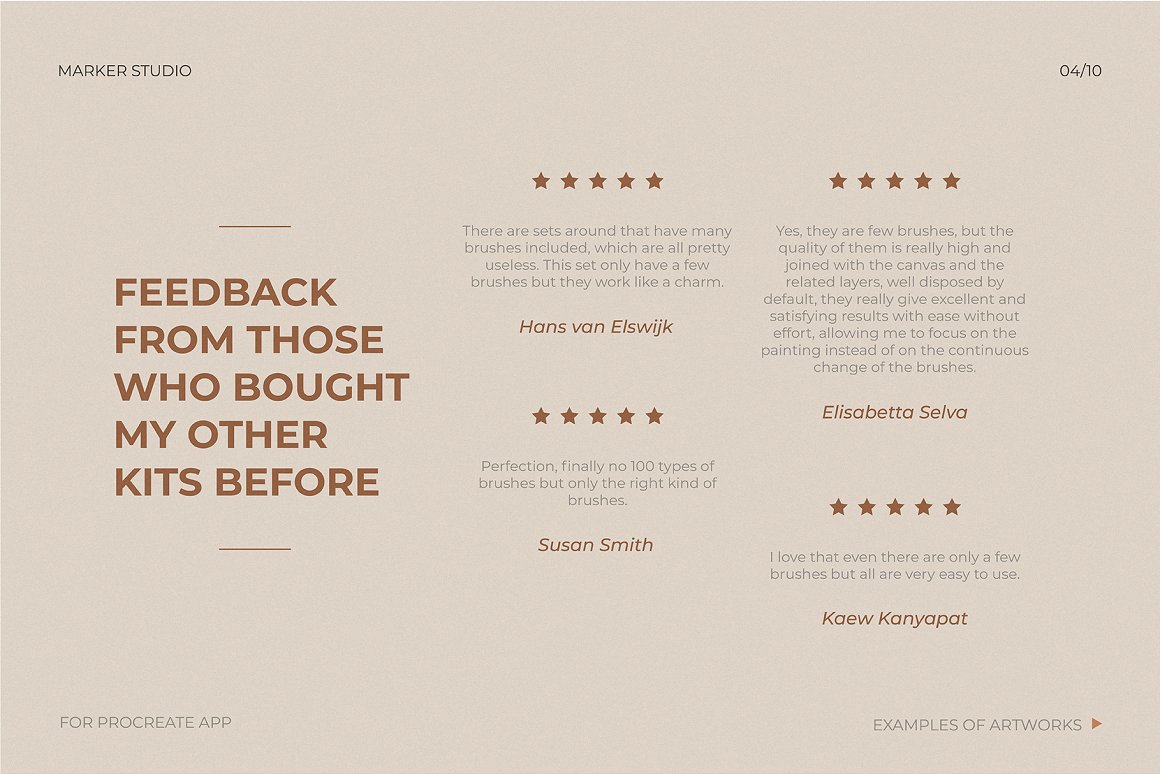 MARKER STUDIO
04/10
FEEDBACK
FROM THOSE
WHO BOUGHT
MY OTHER
KITS BEFORE
There are sets around that have many
brushes included, which are all pretty
useless. This set only have a few
brushes but they work like a charm.
Hans van Elswijk
Perfection, finally no 100 types of
brushes but only the right kind of
brushes.
Susan Smith
Yes, they are few brushes, but the
quality of them is really high and
joined with the canvas and the
related layers, well disposed by
default, they really give excellent and
satisfying results with ease without
effort, allowing me to focus on the
painting instead of on the continuous
change of the brushes.
Elisabetta Selva
I love that even there are only a few
brushes but all are very easy to use.
Kaew Kanyapat
FOR PROCREATE APP
EXAMPLES OF ARTWORKS